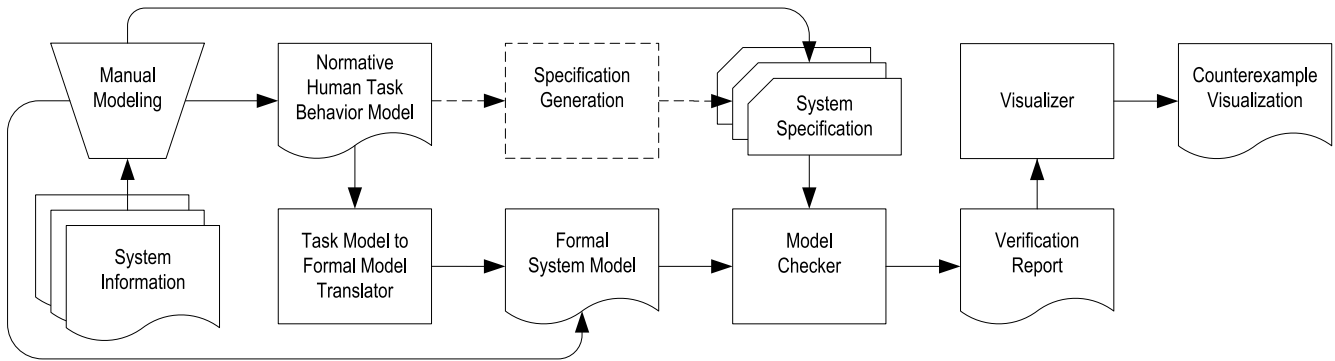 Manual
Modeling
Normative
Human Task
Behavior Model
Specification
Generation
System
Specification
Visualizer
Counterexample
Visualization
System
Information
Task Model to
Formal Model
Translator
Formal
System Model
Model
Checker
Verification
Report